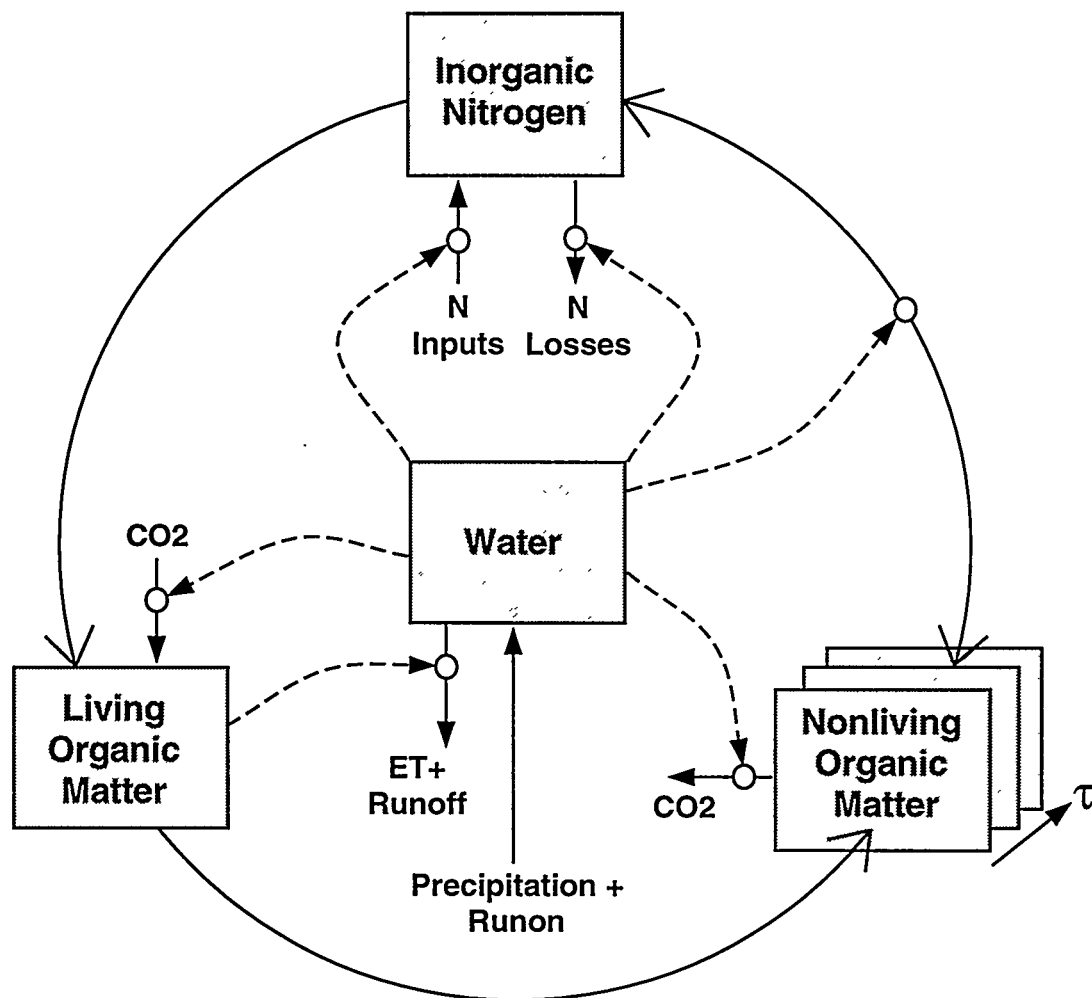 Inorganic
Nitrogen
N
Inputs
N
Losses
Water
CO2
Living
Organic
Matter
ET+
Runoff
CO2
Nonliving
Organic
Matter
τ
Precipitation +
Runon